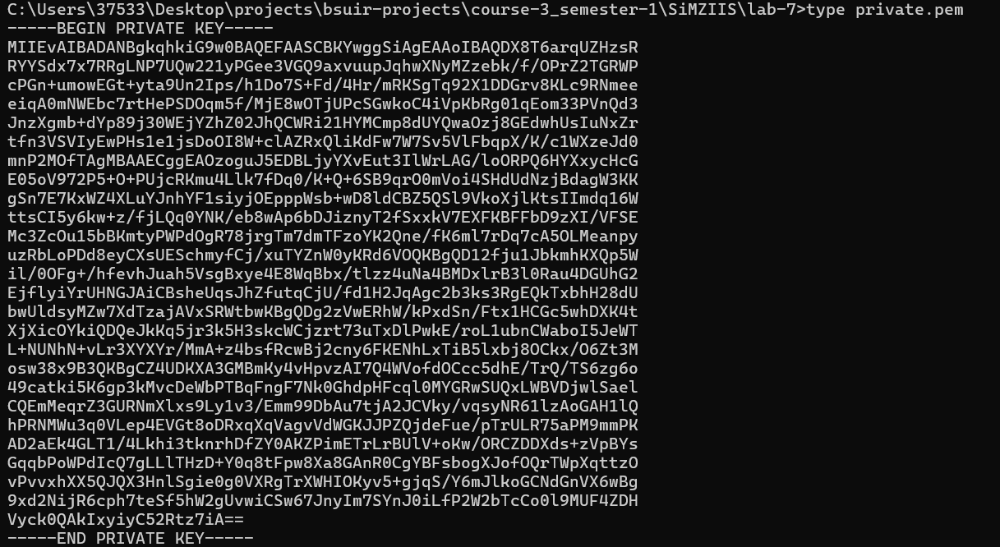 C:\Users\37533\Desktop\projects\bsuir-projects\course-3_semester-1\SiMZIIS\lab-7>type private.pem
-----BEGIN PRIVATE KEY-----
MIIEvAIBADANBgkqhkiG9w0BAQEFAASCBKYwggSiAgEAAoIBAQDX8T6arqUZHzsR
RYYSdx7x7RRgLNP7UQw221yPGee3VGQ9axvuupJqhwXNyMZzebk/f/OPrZ2TGRWP
cPGn+umowEGt+yta9Un2Ips/h1Do7S+Fd/4Hr/mRKSgTq92X1DDGrv8KLc9RNmee
eiqA0mNWEbc7rtHePSDOqm5f/MjE8wOTjUPcSGwkoC4iVpKbRg01qEom33PVnQd3
JnzXgmb+dYp89j30WEjYZhZ02JhQCWRi21HYMCmp8dUYQwaOzj8GEdwhUsIuNxZr
tfn3VSVIyEwPHs1e1jsDoOI8W+clAZRxQliKdFw7W7Sv5VlFbqpX/K/c1WXzeJd0
mnP2MOfTAgMBAAECggEAOzoguJ5EDBLjyYXvEut3IlWrLAG/loORPQ6HYXxycHcG
E05oV972P5+O+PUjcRKmu4Llk7fDq0/K+Q+6SB9qrO0mVoi4SHdUdNzjBdagW3KK
gSn7E7KxWZ4XLuYJnhYF1siyjOEpppWsb+wD8ldCBZ5QSl9VkoXjlKtsIImdq16W
ttsCI5y6kw+z/fjLQq0YNK/eb8wAp6bDJiznyT2fSxxkV7EXFKBFFbD9zXI/VFSE
Mc3ZcOu15bBKmtyPWPdOgR78jrgTm7dmTFzoYK2Qne/fK6ml7rDq7cA5OLMeanpy
uzRbLoPDd8eyCXsUESchmyfCj/xuTYZnW0yKRd6VOQKBgQD12fju1JbkmhKXQp5W
il/0OFg+/hfevhJuah5VsgBxye4E8WqBbx/tlzz4uNa4BMDxlrB3l0Rau4DGUhG2
EjflyiYrUHNGJAiCBsheUqsJhZfutqCjU/fd1H2JqAgc2b3ks3RgEQkTxbhH28dU
bwUldsyMZw7XdTzajAVxSRWtbwKBgQDg2zVwERhW/kPxdSn/Ftx1HCGc5whDXK4t
XjXicOYkiQDQeJkKq5jr3k5H3skcWCjzrt73uTxDlPwkE/roL1ubnCWaboI5JeWT
L+NUNhN+vLr3XYXYr/MmA+z4bsfRcwBj2cny6FKENhLxTiB5lxbj8OCkx/O6Zt3M
osw38x9B3QKBgCZ4UDKXA3GMBmKy4vHpvzAI7Q4WVofdOCcc5dhE/TrQ/TS6zg6o
49catki5K6gp3kMvcDeWbPTBqFngF7Nk0GhdpHFcql0MYGRwSUQxLWBVDjwlSael
CQEmMeqrZ3GURNmXlxs9Ly1v3/Emm99DbAu7tjA2JCVky/vqsyNR61lzAoGAH1lQ
hPRNMWu3q0VLep4EVGt8oDRxqXqVagvVdWGKJJPZQjdeFue/pTrULR75aPM9mmPK
AD2aEk4GLT1/4Lkhi3tknrhDfZY0AKZPimETrLrBUlV+oKw/ORCZDDXds+zVpBYs
GqqbPoWPdIcQ7gLLlTHzD+Y0q8tFpw8Xa8GAnR0CgYBFsbogXJofOQrTWpXqttzO
vPvvxhXX5QJQX3HnlSgie0g0VXRgTrXWHIOKyv5+gjqS/Y6mJlkoGCNdGnVX6wBg
9xd2NijR6cph7teSf5hW2gUvwiCSw67JnyIm7SYnJ0iLfP2W2bTcCo0l9MUF4ZDH
Vyck0QAkIxyiyC52Rtz7iA==
-----END PRIVATE KEY-----